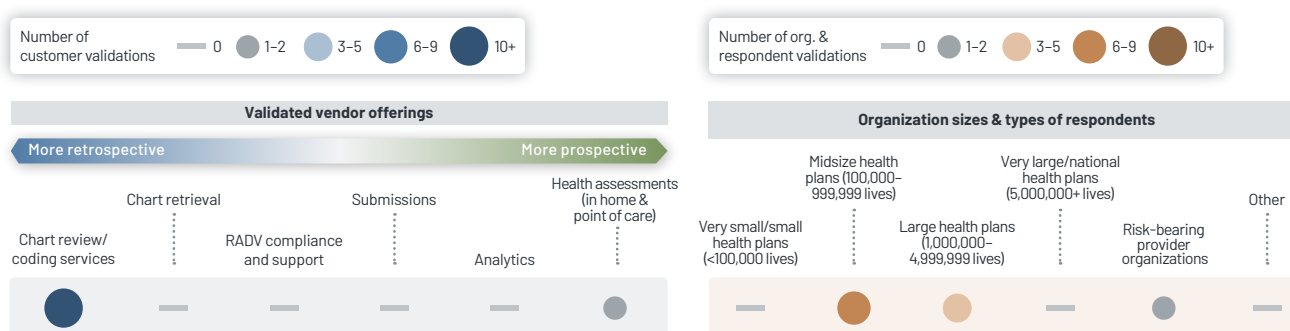 Number of
customer validations
0
1–2
3–5
6–9
10+
Number of org. &
respondent validations
0
1–2
3–5
6–9
10+
Validated vendor offerings
More retrospective
More prospective
Chart review/
coding services
Chart retrieval
RADV compliance
and support
Submissions
Analytics
Health assessments
(in home &
point of care)
Organization sizes & types of respondents
Very small/small
health plans
(<100,000 lives)
Midsize health
plans (100,000–
999,999 lives)
Large health plans
(1,000,000–
4,999,999 lives)
Very large/national
health plans
(5,000,000+ lives)
Risk-bearing
provider
organizations
Other